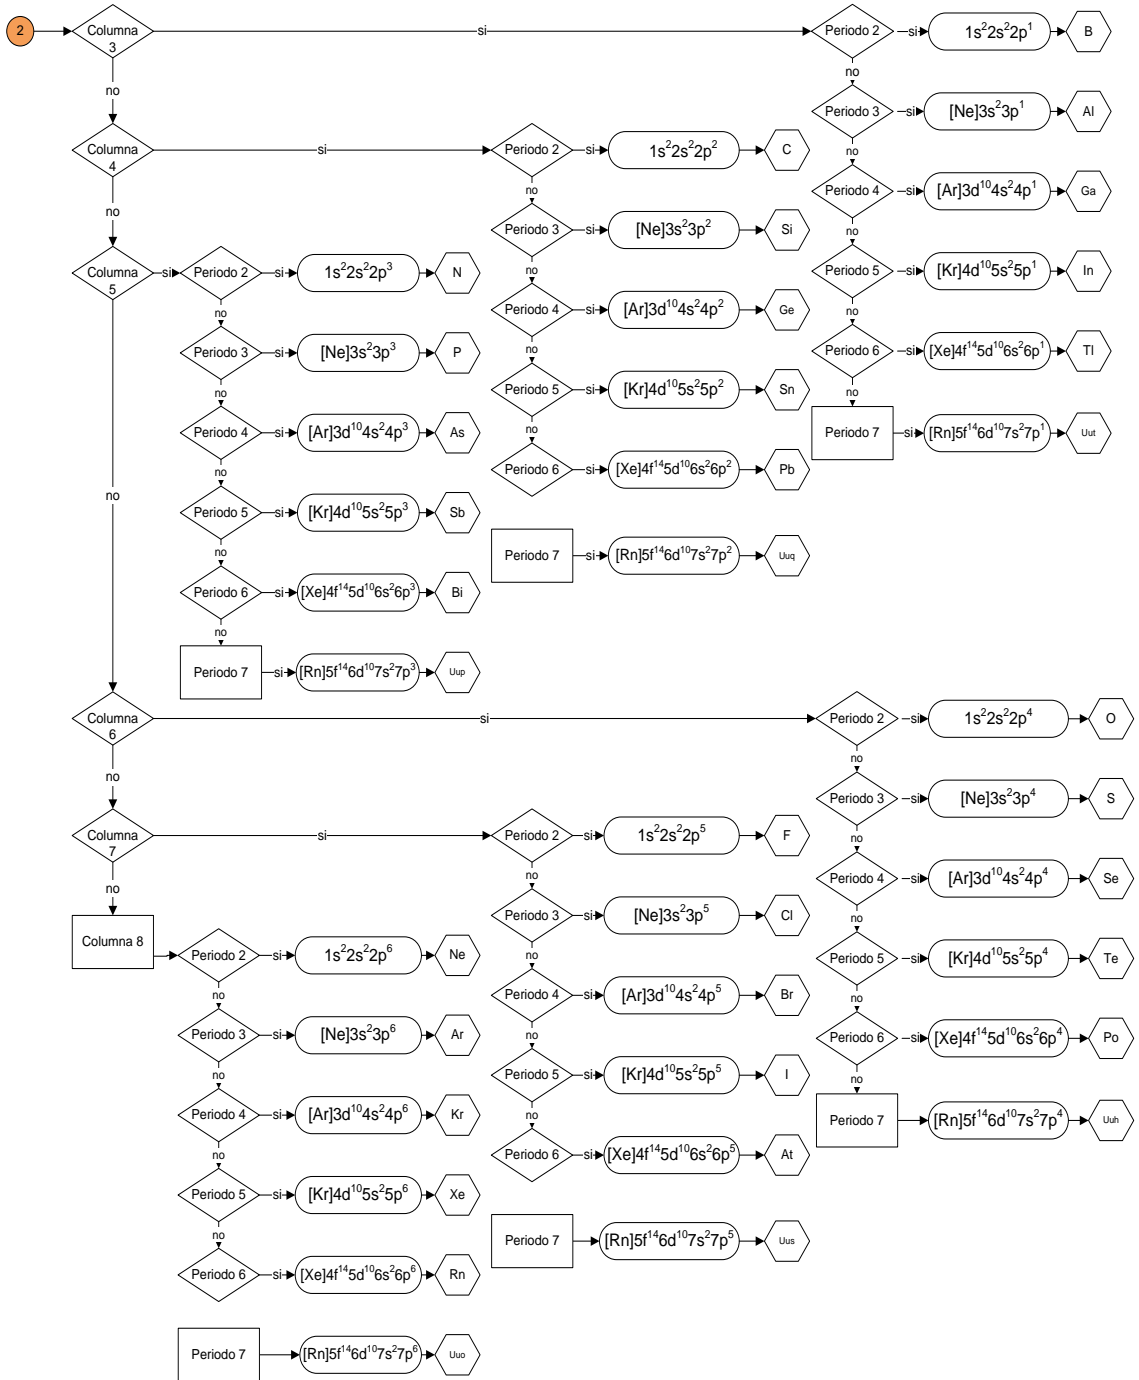 2
Columna
3
si
Periodo 2
si
1s²2s²2p¹
B
no
no
Periodo 3
si
[Ne]3s²3p¹
Al
no
Columna
4
si
Periodo 2
si
1s²2s²2p²
C
no
Periodo 4
si
[Ar]3d¹⁰4s²4p¹
Ga
no
no
Periodo 3
si
[Ne]3s²3p²
Si
no
Periodo 5
si
[Kr]4d¹⁰5s²5p¹
In
no
Periodo 4
si
[Ar]3d¹⁰4s²4p²
Ge
no
Periodo 6
si
[Xe]4f¹⁴5d¹⁰6s²6p¹
Tl
no
Periodo 5
si
[Kr]4d¹⁰5s²5p²
Sn
no
Periodo 7
si
[Rn]5f¹⁴6d¹⁰7s²7p¹
Uut
Periodo 6
si
[Xe]4f¹⁴5d¹⁰6s²6p²
Pb
Periodo 7
si
[Rn]5f¹⁴6d¹⁰7s²7p²
Uuq
Columna
5
si
Periodo 2
si
1s²2s²2p³
N
no
Periodo 3
si
[Ne]3s²3p³
P
no
Periodo 4
si
[Ar]3d¹⁰4s²4p³
As
no
no
Periodo 5
si
[Kr]4d¹⁰5s²5p³
Sb
no
Periodo 6
si
[Xe]4f¹⁴5d¹⁰6s²6p³
Bi
no
Periodo 7
si
[Rn]5f¹⁴6d¹⁰7s²7p³
Uup
Columna
6
si
Periodo 2
si
1s²2s²2p⁴
O
no
no
Periodo 3
si
[Ne]3s²3p⁴
S
no
Periodo 4
si
[Ar]3d¹⁰4s²4p⁴
Se
no
Periodo 5
si
[Kr]4d¹⁰5s²5p⁴
Te
no
Periodo 6
si
[Xe]4f¹⁴5d¹⁰6s²6p⁴
Po
no
Periodo 7
[Rn]5f¹⁴6d¹⁰7s²7p⁴
Uuh
Columna
7
si
Periodo 2
si
1s²2s²2p⁵
F
no
no
Periodo 3
si
[Ne]3s²3p⁵
Cl
no
Periodo 4
si
[Ar]3d¹⁰4s²4p⁵
Br
no
Periodo 5
si
[Kr]4d¹⁰5s²5p⁵
I
no
Periodo 6
si
[Xe]4f¹⁴5d¹⁰6s²6p⁵
At
Periodo 7
[Rn]5f¹⁴6d¹⁰7s²7p⁵
Uus
Columna 8
Periodo 2
si
1s²2s²2p⁶
Ne
no
Periodo 3
si
[Ne]3s²3p⁶
Ar
no
Periodo 4
si
[Ar]3d¹⁰4s²4p⁶
Kr
no
Periodo 5
si
[Kr]4d¹⁰5s²5p⁶
Xe
no
Periodo 6
si
[Xe]4f¹⁴5d¹⁰6s²6p⁶
Rn
Periodo 7
[Rn]5f¹⁴6d¹⁰7s²7p⁶
Uuo